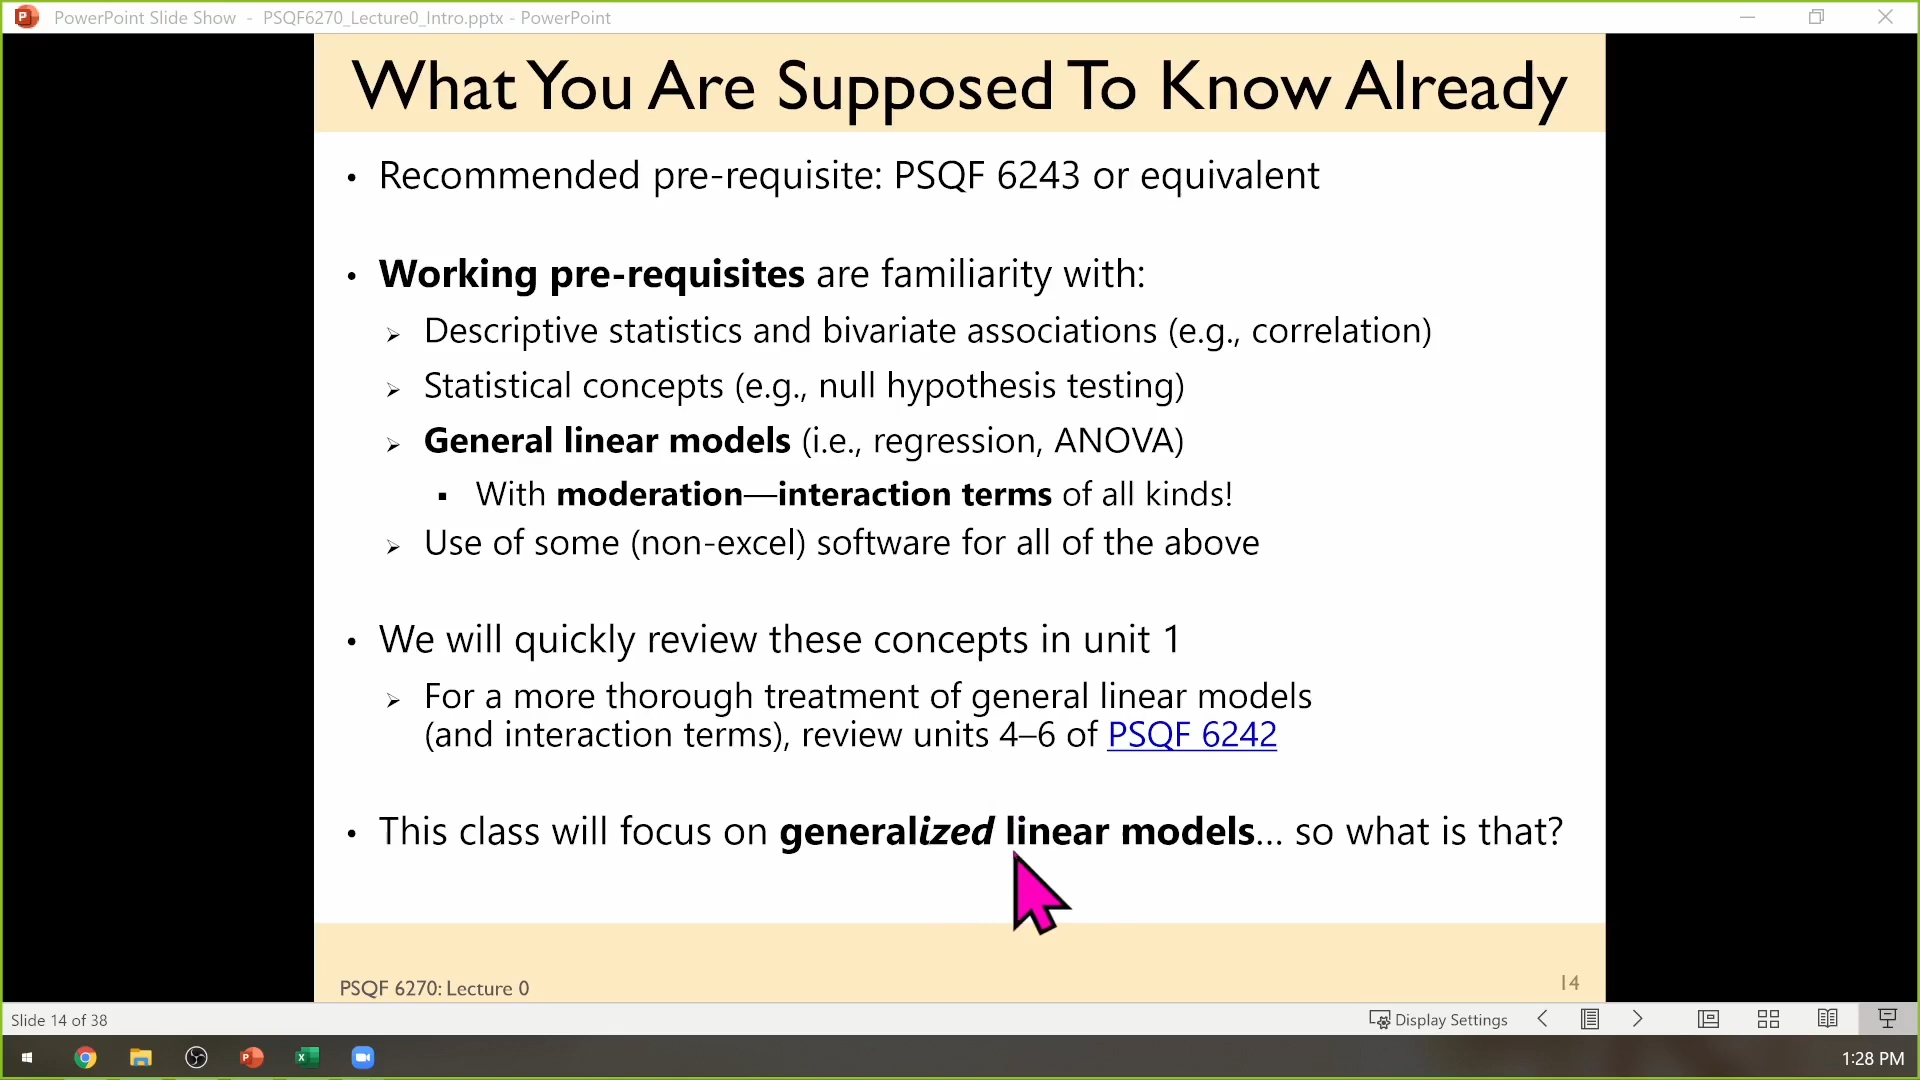 PowerPoint Slide Show - PSQF6270_Lecture0_Intro.pptx - PowerPoint
What You Are Supposed To Know Already
• Recommended pre-requisite: PSQF 6243 or equivalent
• Working pre-requisites are familiarity with:
➢ Descriptive statistics and bivariate associations (e.g., correlation)
➢ Statistical concepts (e.g., null hypothesis testing)
➢ General linear models (i.e., regression, ANOVA)
▪ With moderation—interaction terms of all kinds!
➢ Use of some (non-excel) software for all of the above
• We will quickly review these concepts in unit 1
➢ For a more thorough treatment of general linear models
(and interaction terms), review units 4–6 of PSQF 6242
• This class will focus on generalized linear models… so what is that?
PSQF 6270: Lecture 0
14
Slide 14 of 38
Display Settings
1:28 PM